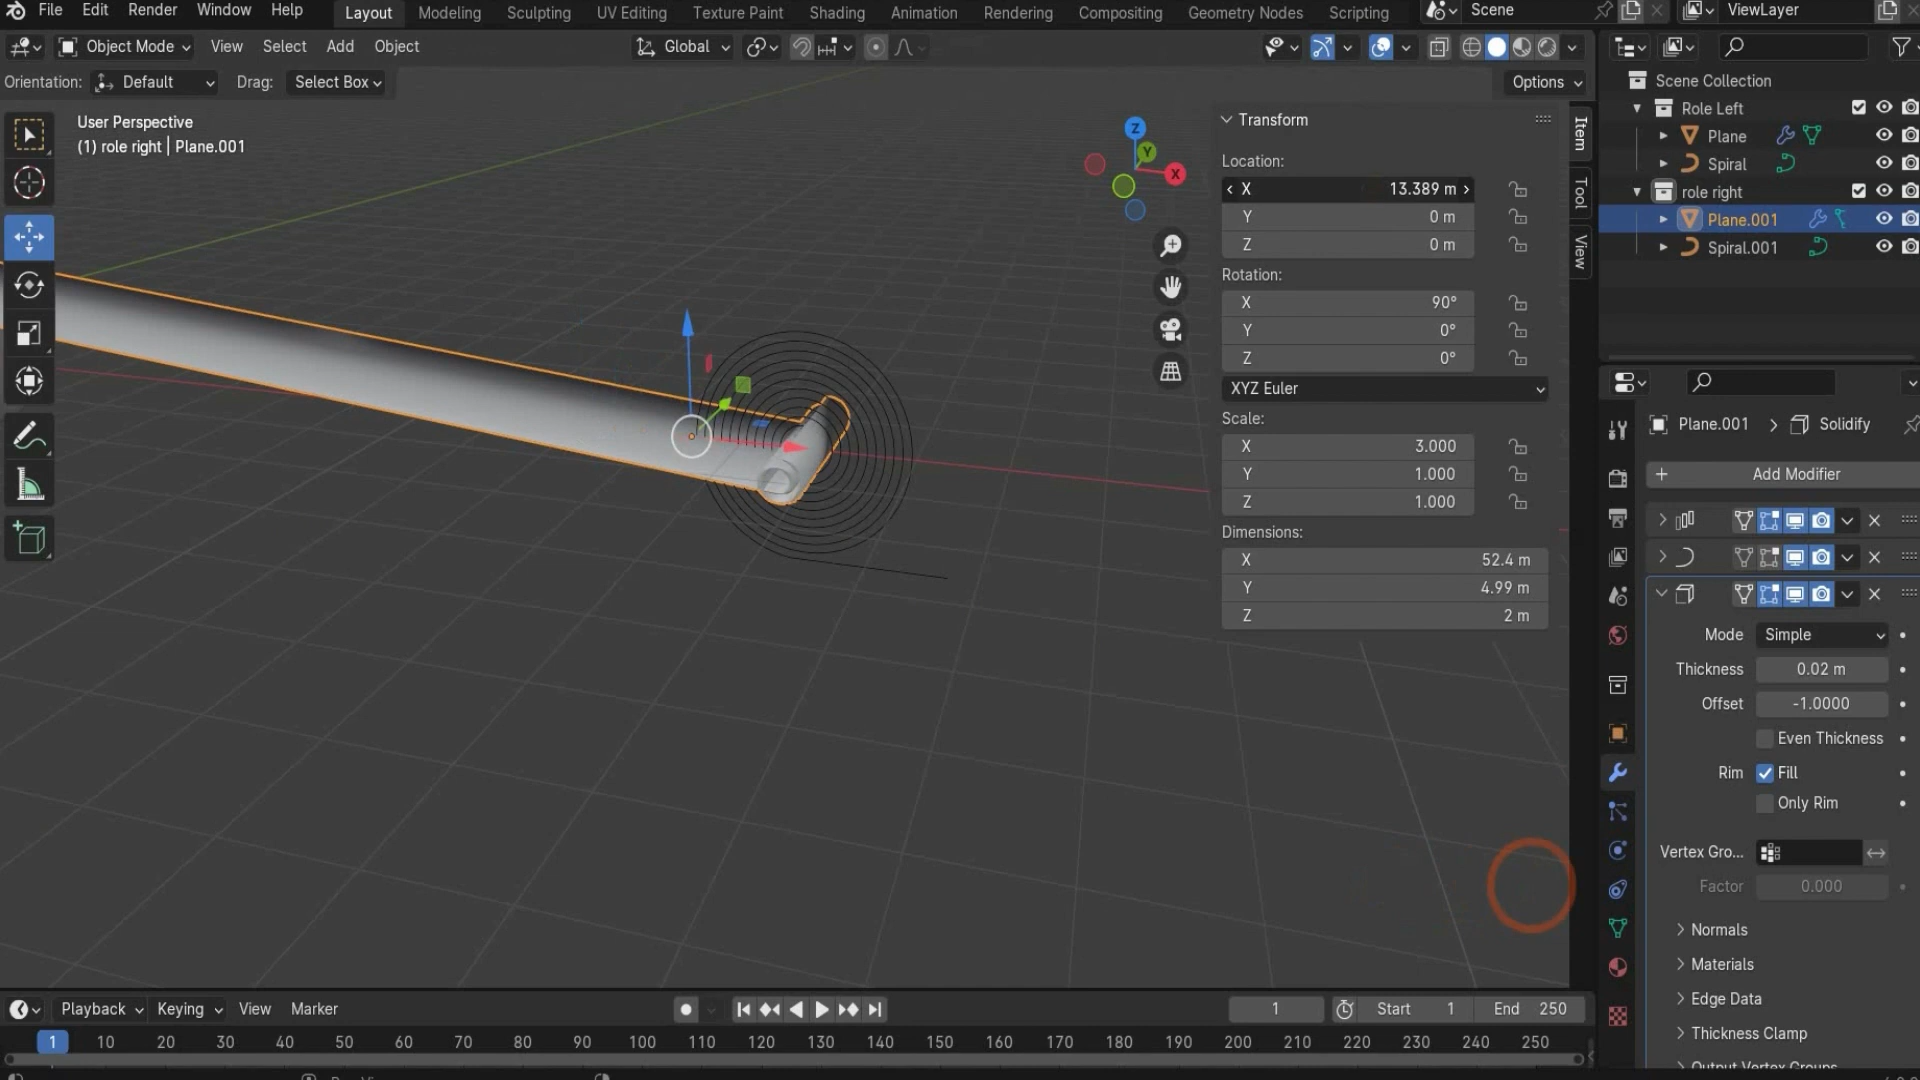 File Edit Render Window Help Layout Modeling Sculpting UV Editing Texture Paint Shading Animation Rendering Compositing Geometry Nodes Scripting Scene ViewLayer
Object Mode View Select Add Object Global
Orientation: Default Drag: Select Box Options
User Perspective
(1) role right | Plane.001
Z
Y
X
Transform
Location:
X 13.389 m
Y 0 m
Z 0 m
Rotation:
X 90°
Y 0°
Z 0°
XYZ Euler
Scale:
X 3.000
Y 1.000
Z 1.000
Dimensions:
X 52.4 m
Y 4.99 m
Z 2 m
Item
Tool
View
Scene Collection
Role Left
Plane
Spiral
role right
Plane.001
Spiral.001
Plane.001 Solidify
Add Modifier
Mode Simple
Thickness 0.02 m
Offset -1.0000
Even Thickness
Rim Fill
Only Rim
Vertex Gro...
Factor 0.000
Normals
Materials
Edge Data
Thickness Clamp
Output Vertex Groups
Playback Keying View Marker 1 Start 1 End 250
1 10 20 30 40 50 60 70 80 90 100 110 120 130 140 150 160 170 180 190 200 210 220 230 240 250